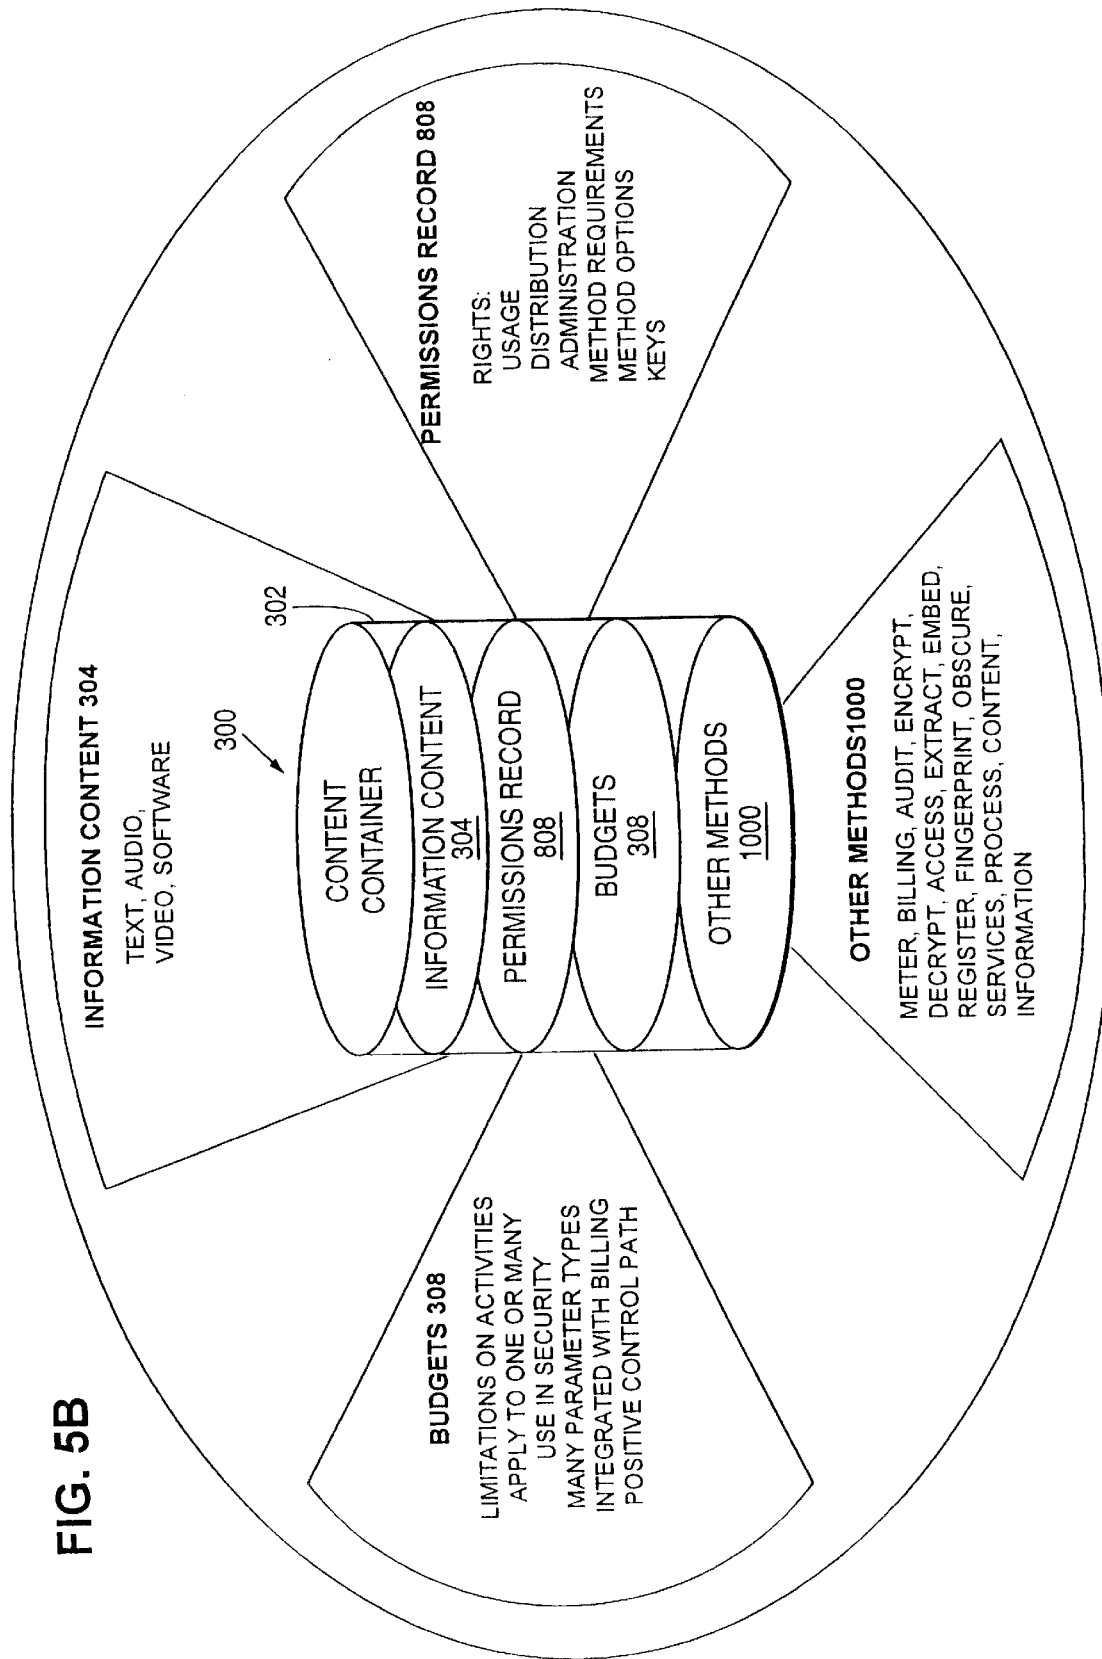 FIG. 5B
INFORMATION CONTENT 304
TEXT, AUDIO,
VIDEO, SOFTWARE
300
302
CONTENT
CONTAINER
INFORMATION CONTENT
304
PERMISSIONS RECORD
808
BUDGETS
308
OTHER METHODS
1000
BUDGETS 308
LIMITATIONS ON ACTIVITIES
APPLY TO ONE OR MANY
USE IN SECURITY
MANY PARAMETER TYPES
INTEGRATED WITH BILLING
POSITIVE CONTROL PATH
PERMISSIONS RECORD 808
RIGHTS:
USAGE
DISTRIBUTION
ADMINISTRATION
METHOD REQUIREMENTS
METHOD OPTIONS
KEYS
OTHER METHODS1000
METER, BILLING, AUDIT, ENCRYPT,
DECRYPT, ACCESS, EXTRACT, EMBED,
REGISTER, FINGERPRINT, OBSCURE,
SERVICES, PROCESS, CONTENT,
INFORMATION